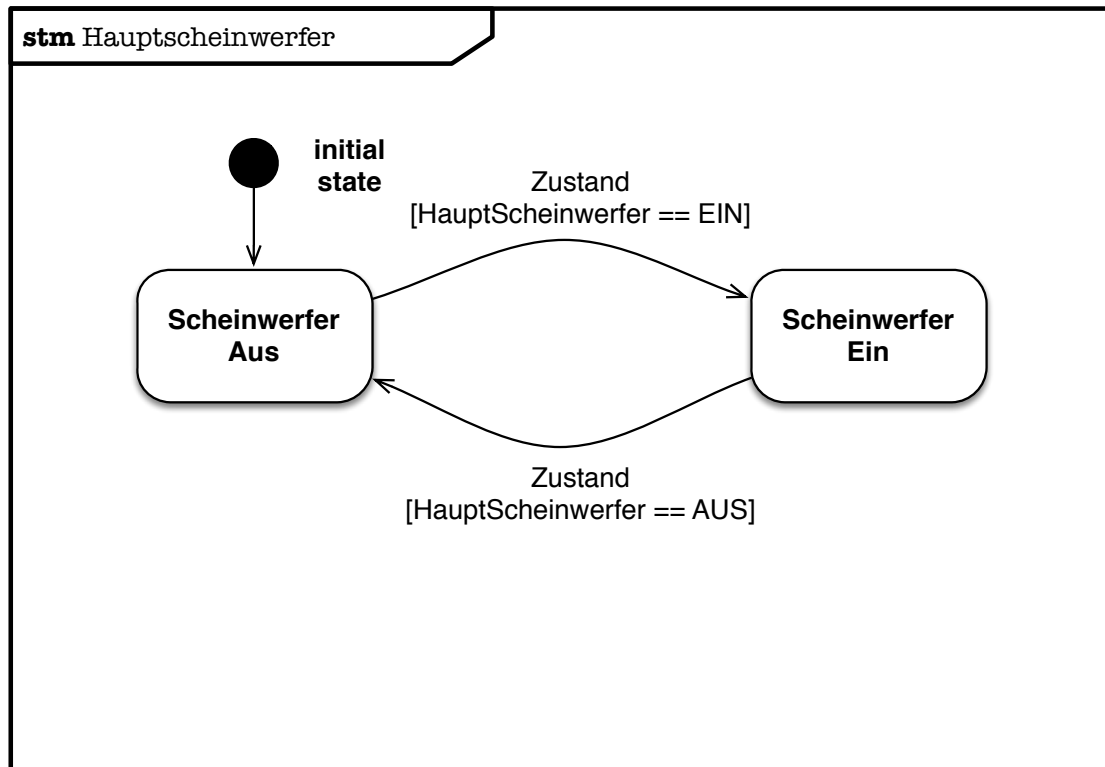 stm Hauptscheinwerfer
initial
state
Zustand
[HauptScheinwerfer == EIN]
Scheinwerfer
Aus
Scheinwerfer
Ein
Zustand
[HauptScheinwerfer == AUS]